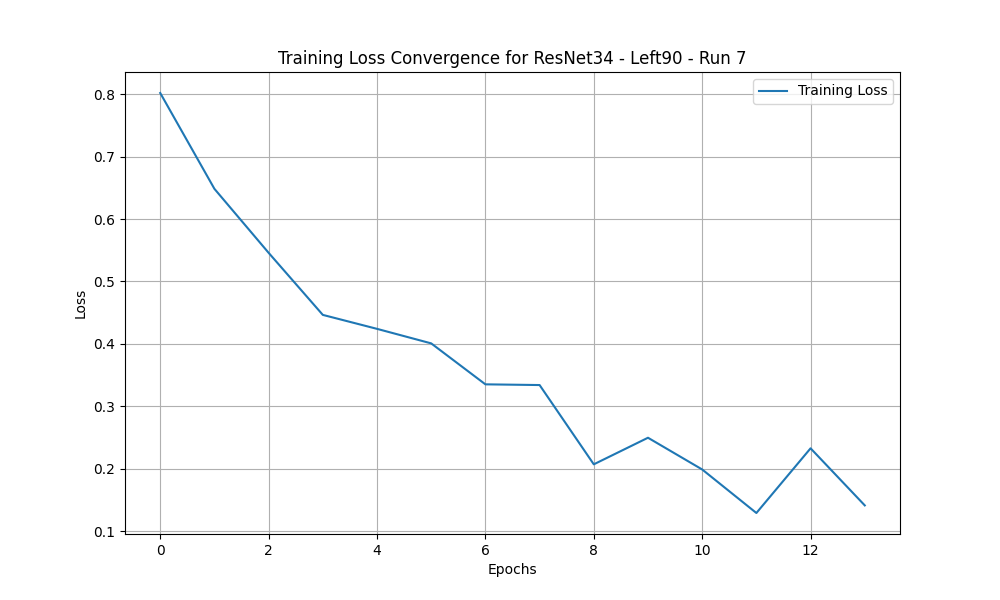 Training Loss Convergence for ResNet34 - Left90 - Run 7
Training Loss
0.8
0.7
0.6
0.5
0.4
0.3
0.2
0.1
Loss
0 2 4 6 8 10 12
Epochs